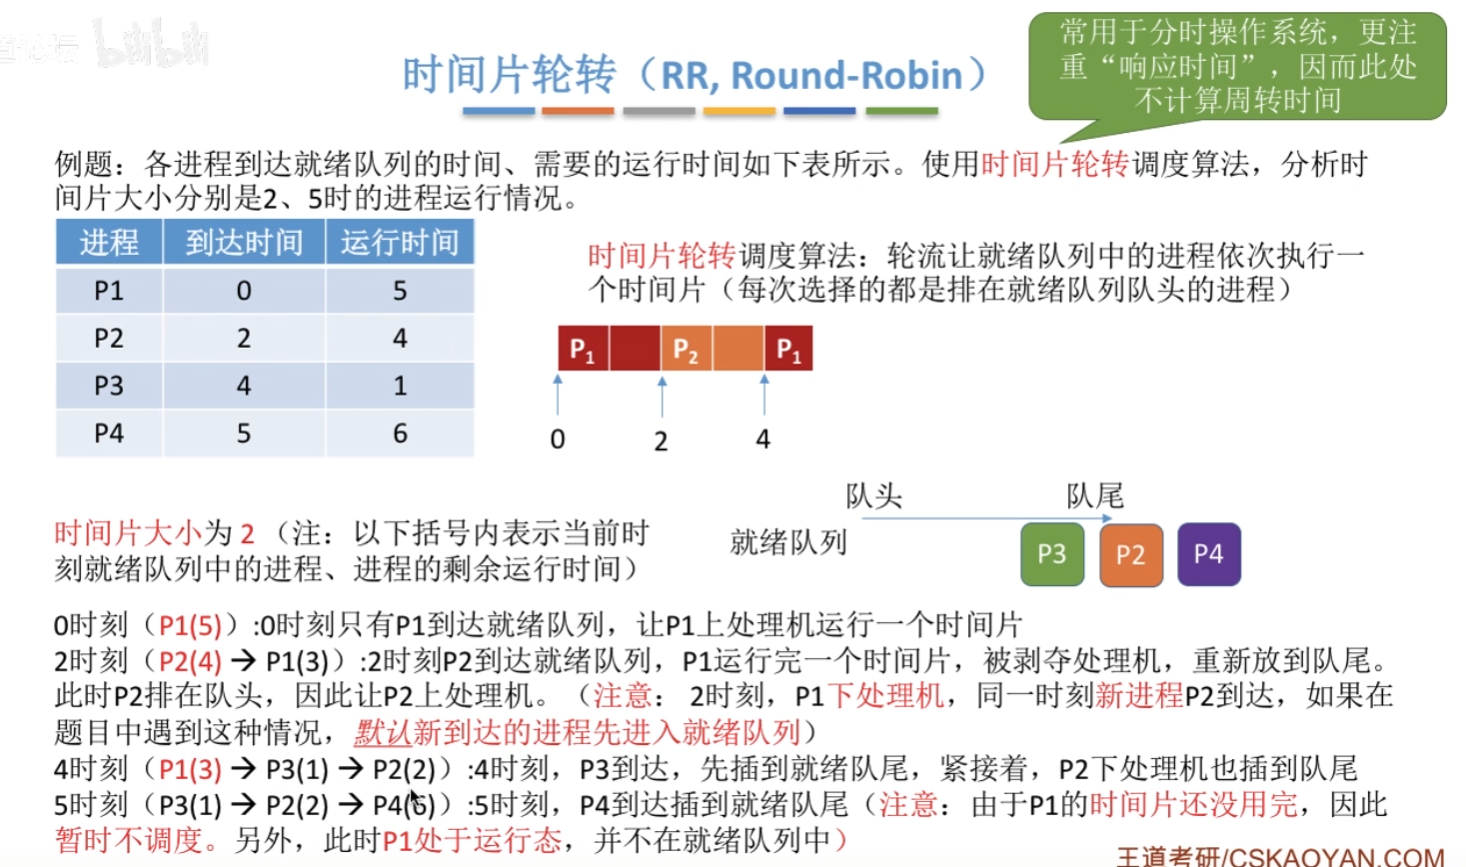 bilibili
常用于分时操作系统，更注
重“响应时间”，因而此处
不计算周转时间
时间片轮转（RR, Round-Robin）
例题：各进程到达就绪队列的时间、需要的运行时间如下表所示。使用时间片轮转调度算法，分析时
间片大小分别是2、5时的进程运行情况。
进程 到达时间 运行时间
P1 0 5
P2 2 4
P3 4 1
P4 5 6
时间片轮转调度算法：轮流让就绪队列中的进程依次执行一
个时间片（每次选择的都是排在就绪队列队头的进程）
P1 P2 P1
0 2 4
队头 队尾
就绪队列
P3 P2 P4
时间片大小为 2 （注：以下括号内表示当前时
刻就绪队列中的进程、进程的剩余运行时间）
0时刻（P1(5)）:0时刻只有P1到达就绪队列，让P1上处理机运行一个时间片
2时刻（P2(4) → P1(3)）:2时刻P2到达就绪队列，P1运行完一个时间片，被剥夺处理机，重新放到队尾。
此时P2排在队头，因此让P2上处理机。（注意： 2时刻，P1下处理机，同一时刻新进程P2到达，如果在
题目中遇到这种情况，默认新到达的进程先进入就绪队列）
4时刻（P1(3) → P3(1) → P2(2)）:4时刻，P3到达，先插到就绪队尾，紧接着，P2下处理机也插到队尾
5时刻（P3(1) → P2(2) → P4(6)）:5时刻，P4到达插到就绪队尾（注意：由于P1的时间片还没用完，因此
暂时不调度。另外，此时P1处于运行态，并不在就绪队列中）
王道考研/CSKAOYAN.COM